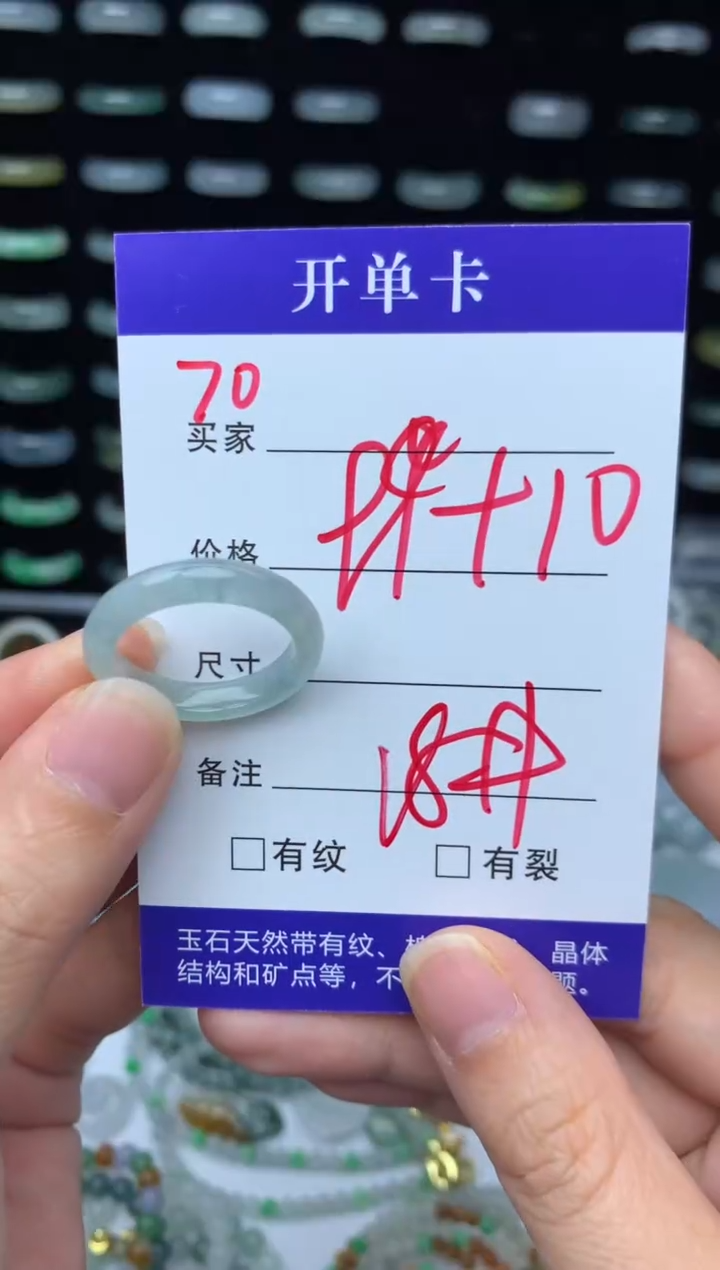 开单卡
70
买家
+10
价格
尺寸
18
备注
□有纹 □有裂
玉石天然带有纹、 晶体
结构和矿点等，不 题。